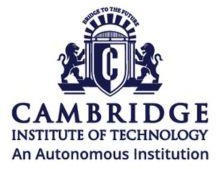 BRIDGE TO THE FUTURE
C
CAMBRIDGE
INSTITUTE OF TECHNOLOGY
An Autonomous Institution